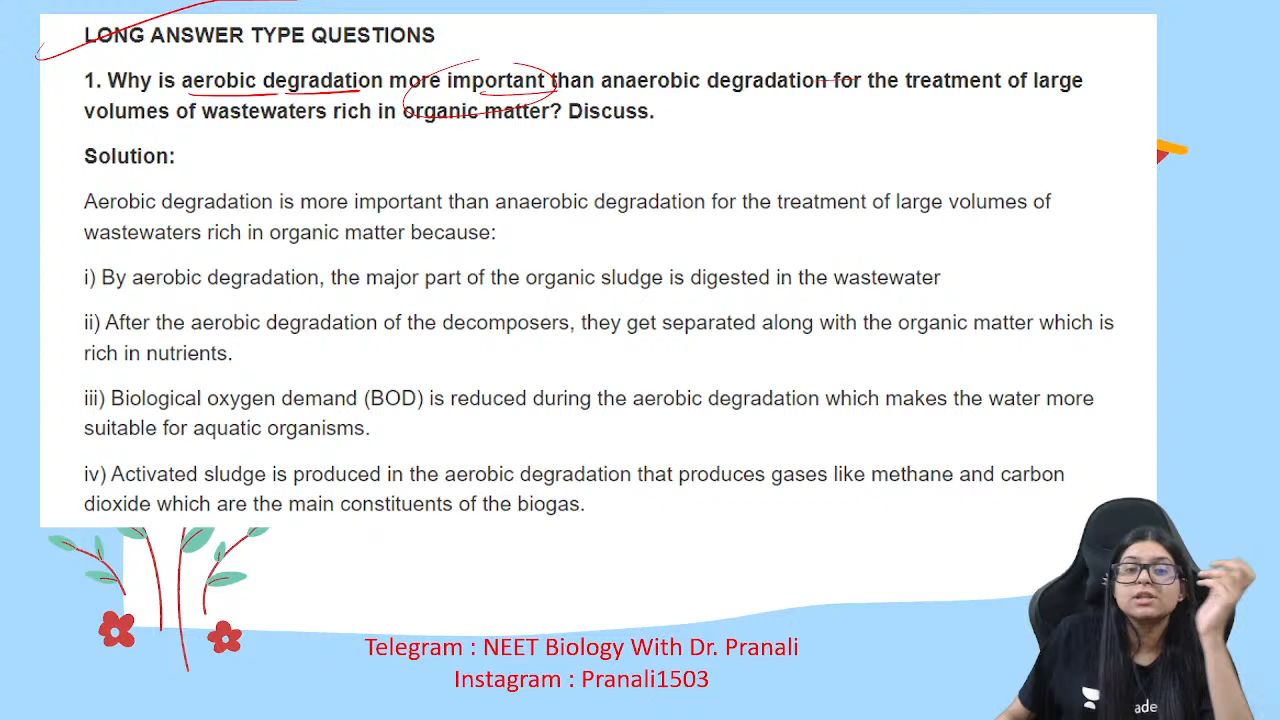 LONG ANSWER TYPE QUESTIONS
1. Why is aerobic degradation more important than anaerobic degradation for the treatment of large
volumes of wastewaters rich in organic matter? Discuss.
Solution:
Aerobic degradation is more important than anaerobic degradation for the treatment of large volumes of
wastewaters rich in organic matter because:
i) By aerobic degradation, the major part of the organic sludge is digested in the wastewater
ii) After the aerobic degradation of the decomposers, they get separated along with the organic matter which is
rich in nutrients.
iii) Biological oxygen demand (BOD) is reduced during the aerobic degradation which makes the water more
suitable for aquatic organisms.
iv) Activated sludge is produced in the aerobic degradation that produces gases like methane and carbon
dioxide which are the main constituents of the biogas.
ade
Telegram : NEET Biology With Dr. Pranali
Instagram : Pranali1503